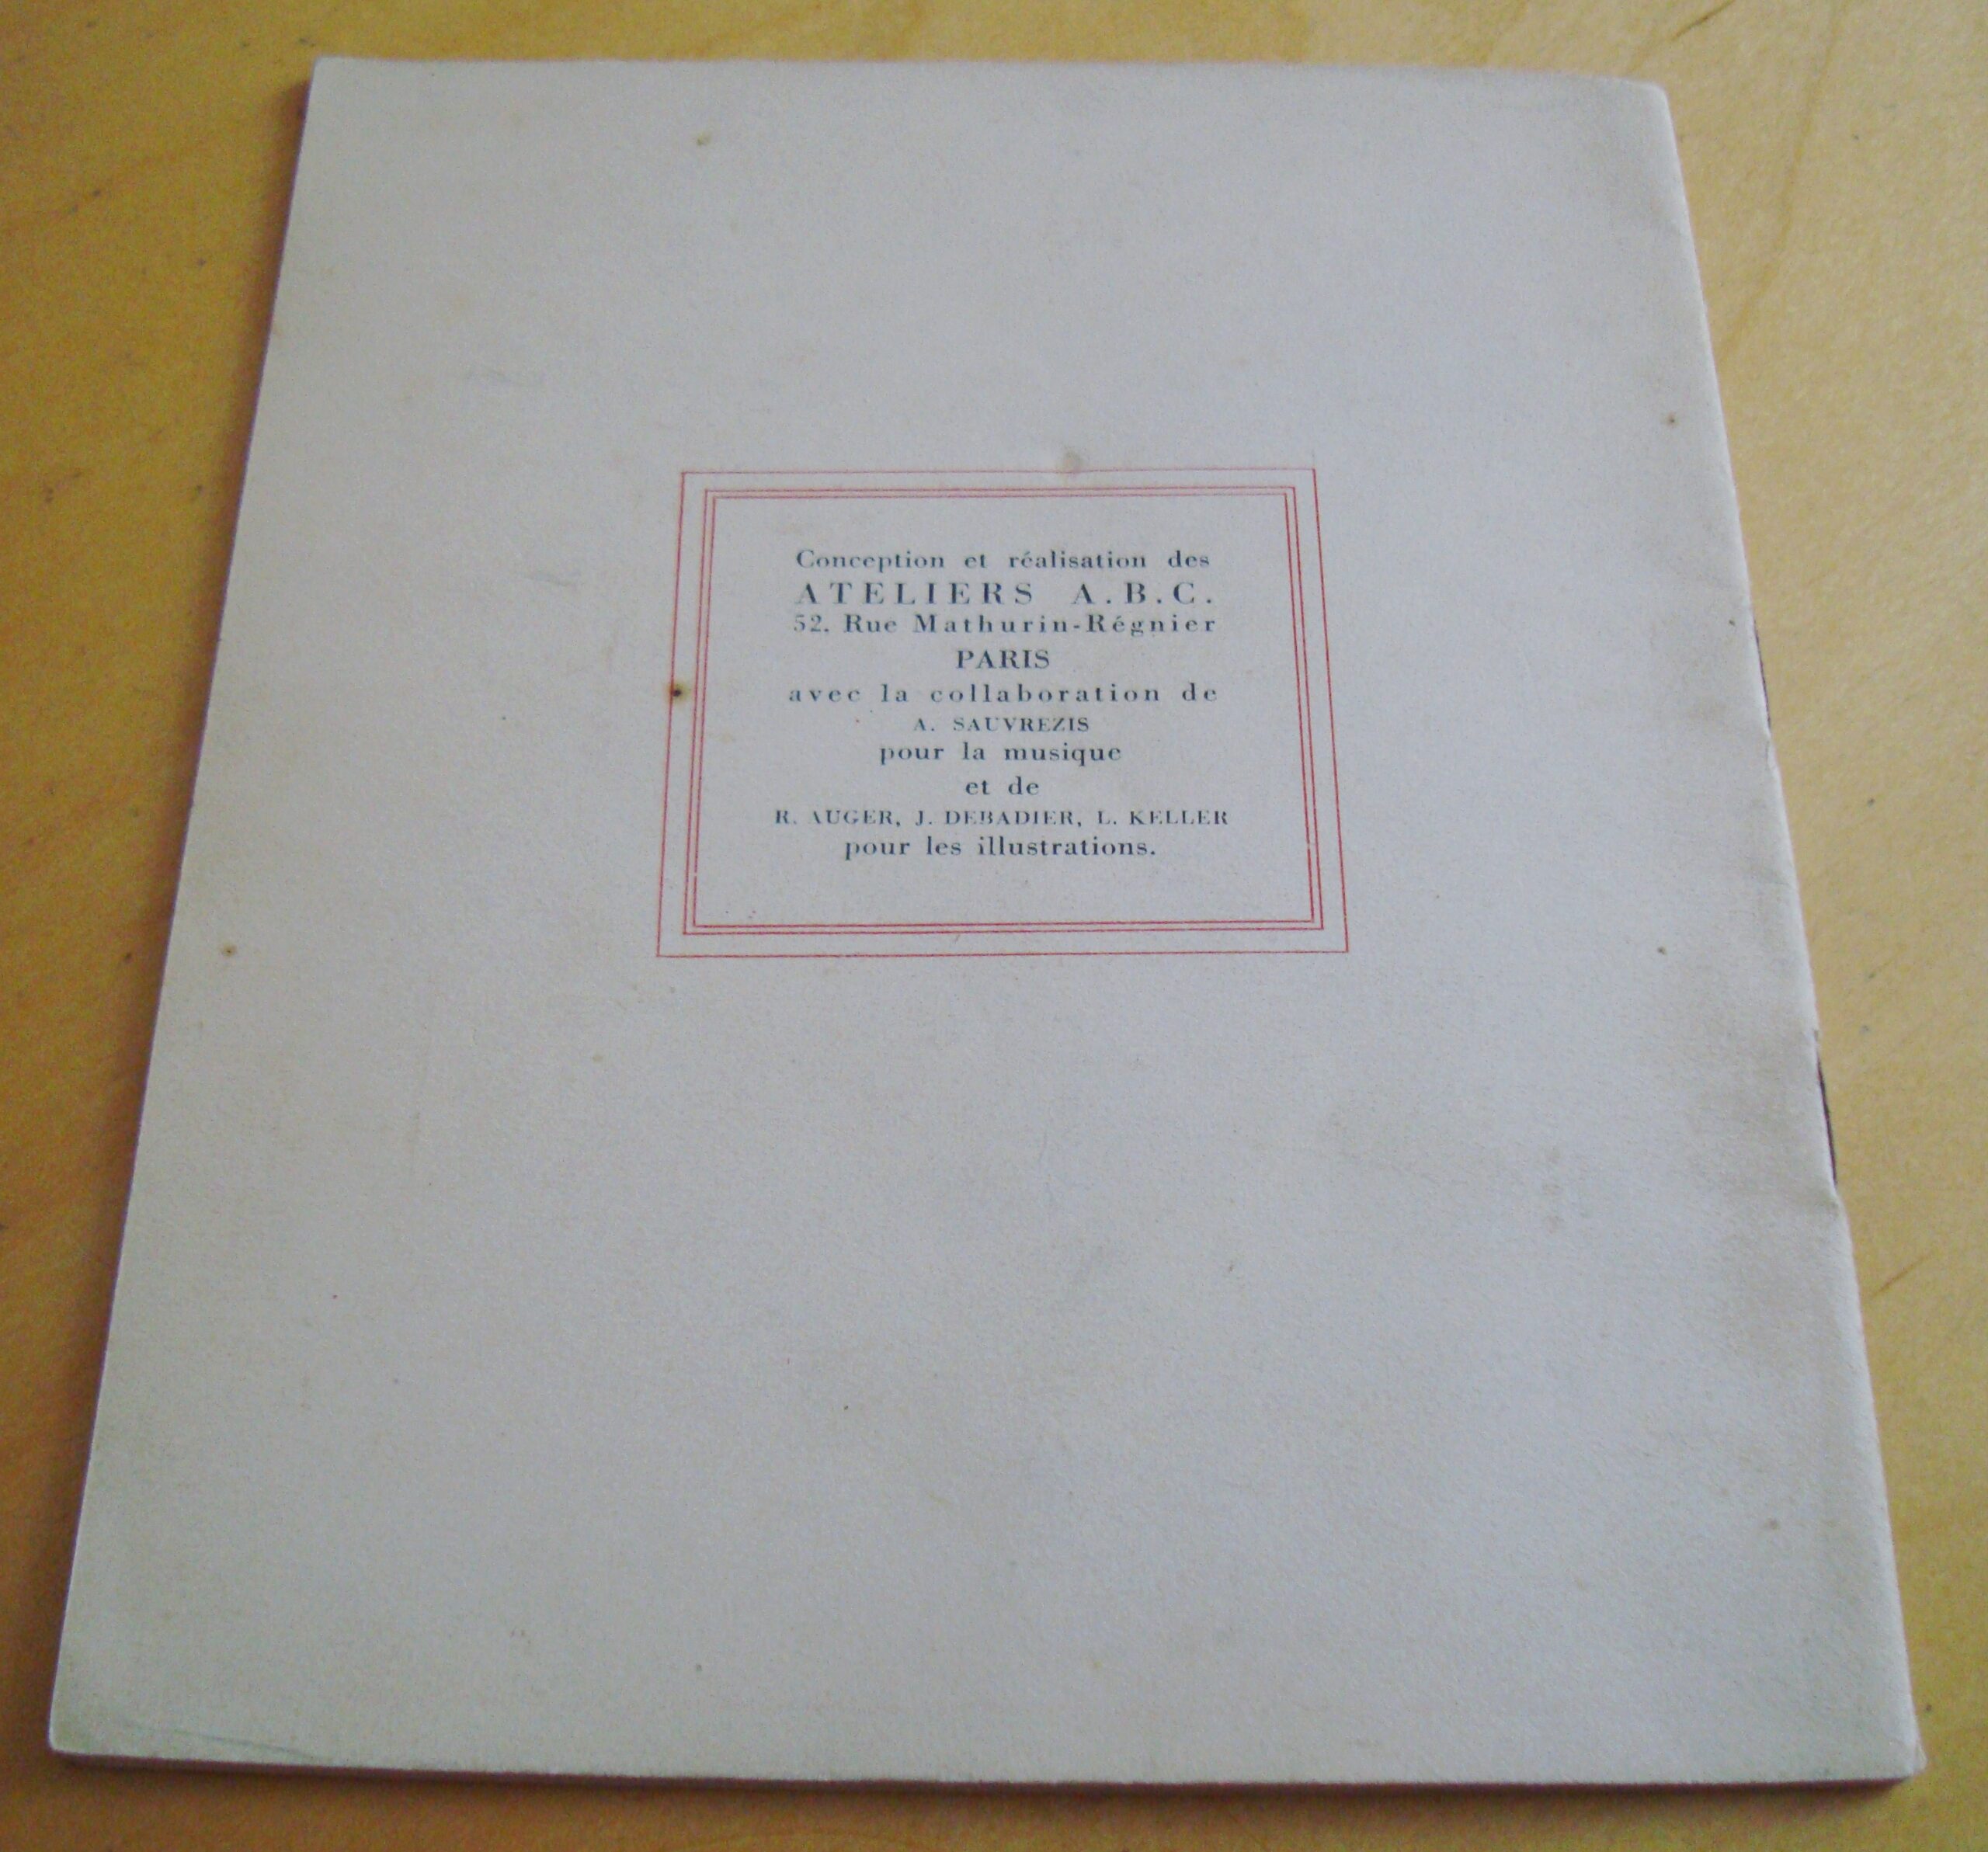 Conception et réalisation des
ATELIERS A.B.C.
52, Rue Mathurin-Régnier
PARIS
avec la collaboration de
A. SAUVREZIS
pour la musique
et de
R. AUGER, J. DEBADIER, L. KELLER
pour les illustrations.